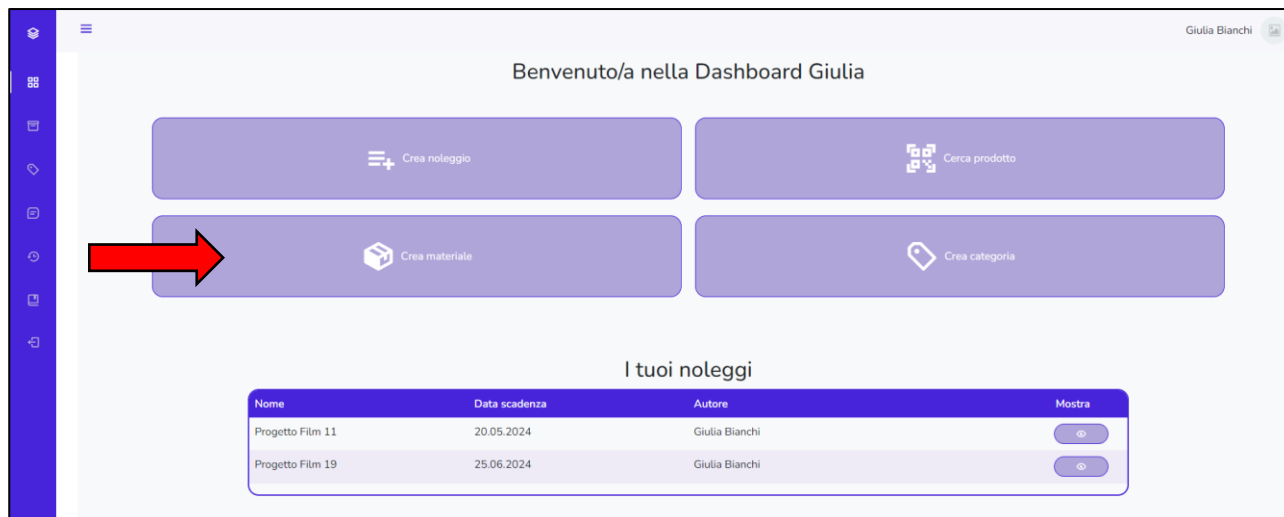 Giulia Bianchi
Benvenuto/a nella Dashboard Giulia
Crea noleggio
Cerca prodotto
Crea materiale
Crea categoria
I tuoi noleggi
Nome Data scadenza Autore Mostra
Progetto Film 11 20.05.2024 Giulia Bianchi
Progetto Film 19 25.06.2024 Giulia Bianchi